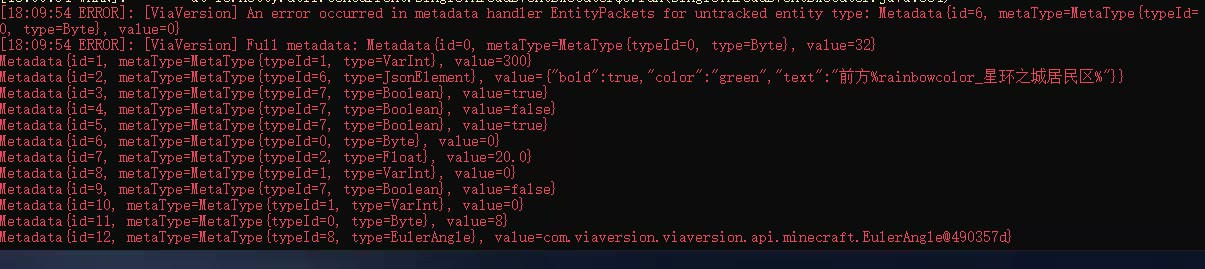 [18:09:54 ERROR]: [ViaVersion] An error occurred in metadata handler EntityPackets for untracked entity type: Metadata{id=6, metaType=MetaType{typeId=
0, type=Byte}, value=0}
[18:09:54 ERROR]: [ViaVersion] Full metadata: Metadata{id=0, metaType=MetaType{typeId=0, type=Byte}, value=32}
Metadata{id=1, metaType=MetaType{typeId=1, type=VarInt}, value=300}
Metadata{id=2, metaType=MetaType{typeId=6, type=JsonElement}, value={"bold":true,"color":"green","text":"前方%rainbowcolor_星环之城居民区%"}}
Metadata{id=3, metaType=MetaType{typeId=7, type=Boolean}, value=true}
Metadata{id=4, metaType=MetaType{typeId=7, type=Boolean}, value=false}
Metadata{id=5, metaType=MetaType{typeId=7, type=Boolean}, value=true}
Metadata{id=6, metaType=MetaType{typeId=0, type=Byte}, value=0}
Metadata{id=7, metaType=MetaType{typeId=2, type=Float}, value=20.0}
Metadata{id=8, metaType=MetaType{typeId=1, type=VarInt}, value=0}
Metadata{id=9, metaType=MetaType{typeId=7, type=Boolean}, value=false}
Metadata{id=10, metaType=MetaType{typeId=1, type=VarInt}, value=0}
Metadata{id=11, metaType=MetaType{typeId=0, type=Byte}, value=8}
Metadata{id=12, metaType=MetaType{typeId=8, type=EulerAngle}, value=com.viaversion.viaversion.api.minecraft.EulerAngle@490357d}